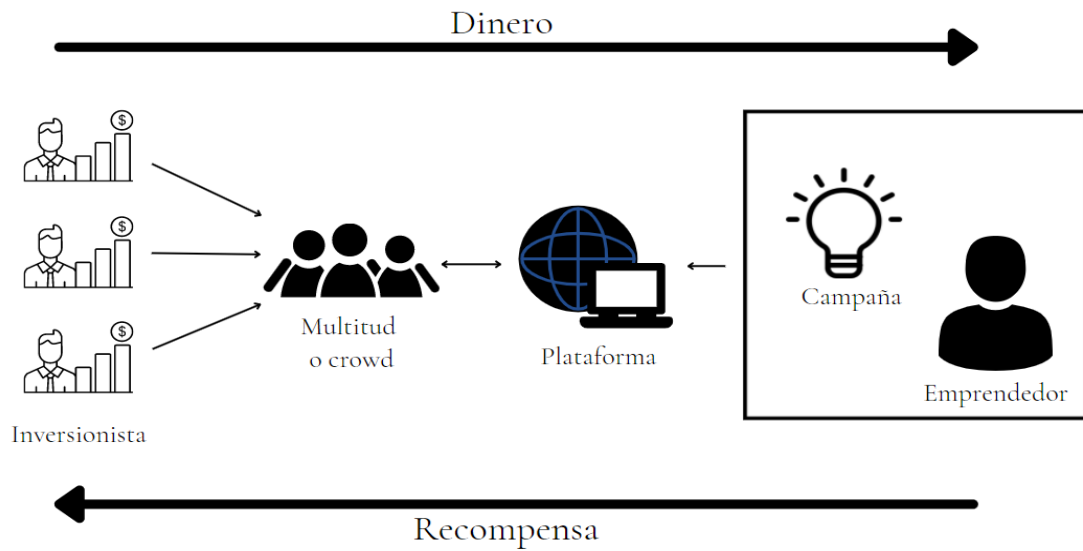 Dinero
$
$
$
Inversionista
Multitud
o crowd
Plataforma
Campaña
Emprendedor
Recompensa